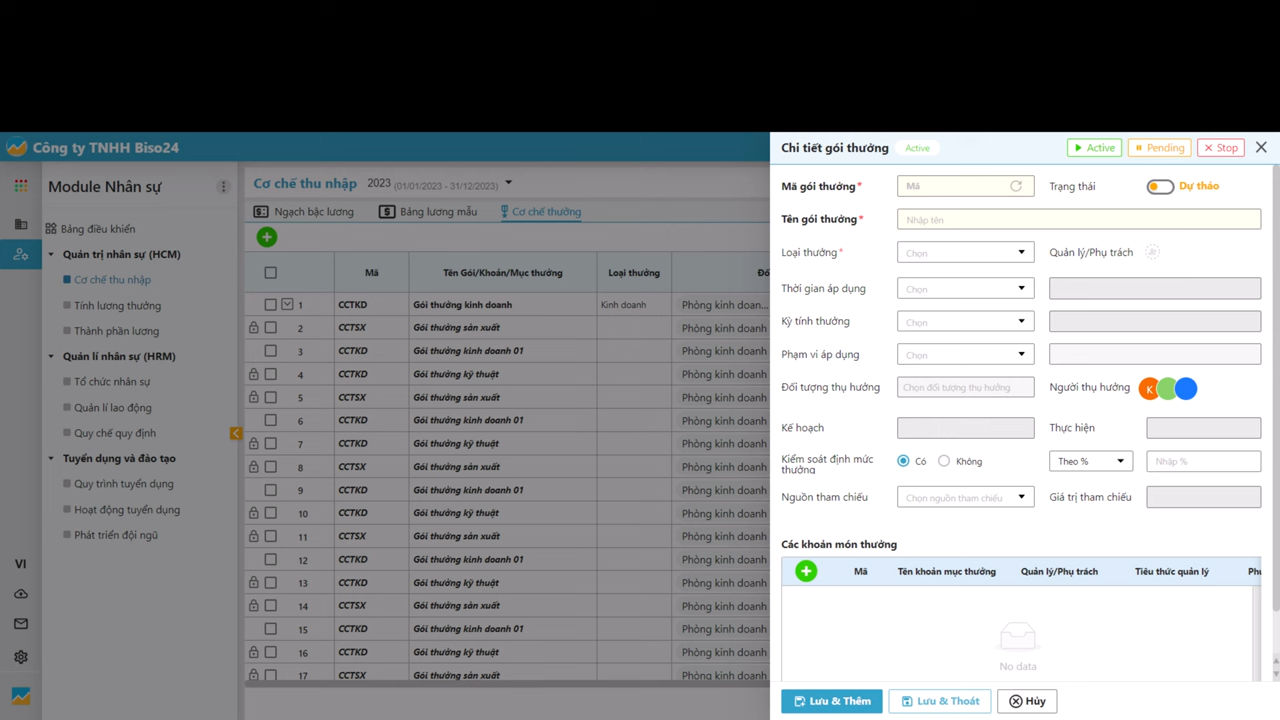 Công ty TNHH Biso24
Module Nhân sự
Bảng điều khiển
Quản trị nhân sự (HCM)
Cơ chế thu nhập
Tính lương thưởng
Thành phần lương
Quản lí nhân sự (HRM)
Tổ chức nhân sự
Quản lí lao động
Quy chế quy định
Tuyển dụng và đào tạo
Quy trình tuyển dụng
Hoạt động tuyển dụng
Phát triển đội ngũ
VI
Cơ chế thu nhập 2023 (01/01/2023 - 31/12/2023)
Ngạch bậc lương Bảng lương mẫu Cơ chế thưởng
Mã Tên Gói/Khoản/Mục thưởng Loại thưởng
1 CCTKD Gói thưởng kinh doanh Kinh doanh Phòng kinh doan...
2 CCTSX Gói thưởng sản xuất Phòng kinh doanh
3 CCTKD Gói thưởng kinh doanh 01 Phòng kinh doanh
4 CCTKD Gói thưởng kỹ thuật Phòng kinh doanh
5 CCTSX Gói thưởng sản xuất Phòng kinh doanh
6 CCTKD Gói thưởng kinh doanh 01 Phòng kinh doanh
7 CCTKD Gói thưởng kỹ thuật Phòng kinh doanh
8 CCTSX Gói thưởng sản xuất Phòng kinh doanh
9 CCTKD Gói thưởng kinh doanh 01 Phòng kinh doanh
10 CCTKD Gói thưởng kỹ thuật Phòng kinh doanh
11 CCTSX Gói thưởng sản xuất Phòng kinh doanh
12 CCTKD Gói thưởng kinh doanh 01 Phòng kinh doanh
13 CCTKD Gói thưởng kỹ thuật Phòng kinh doanh
14 CCTSX Gói thưởng sản xuất Phòng kinh doanh
15 CCTKD Gói thưởng kinh doanh 01 Phòng kinh doanh
16 CCTKD Gói thưởng kỹ thuật Phòng kinh doanh
17 CCTSX Gói thưởng sản xuất Phòng kinh doanh
Chi tiết gói thưởng Active Active Pending Stop
Mã gói thưởng* Mã Trạng thái Dự thảo
Tên gói thưởng* Nhập tên
Loại thưởng* Chọn Quản lý/Phụ trách
Thời gian áp dụng Chọn
Kỳ tính thưởng Chọn
Phạm vi áp dụng Chọn
Đối tượng thụ hưởng Chọn đối tượng thụ hưởng Người thụ hưởng K
Kế hoạch Thực hiện
Kiểm soát định mức
thưởng Có Không Theo % Nhập %
Nguồn tham chiếu Chọn nguồn tham chiếu Giá trị tham chiếu
Các khoản món thưởng
Mã Tên khoản mục thưởng Quản lý/Phụ trách Tiêu thức quản lý
No data
Lưu & Thêm Lưu & Thoát Hủy